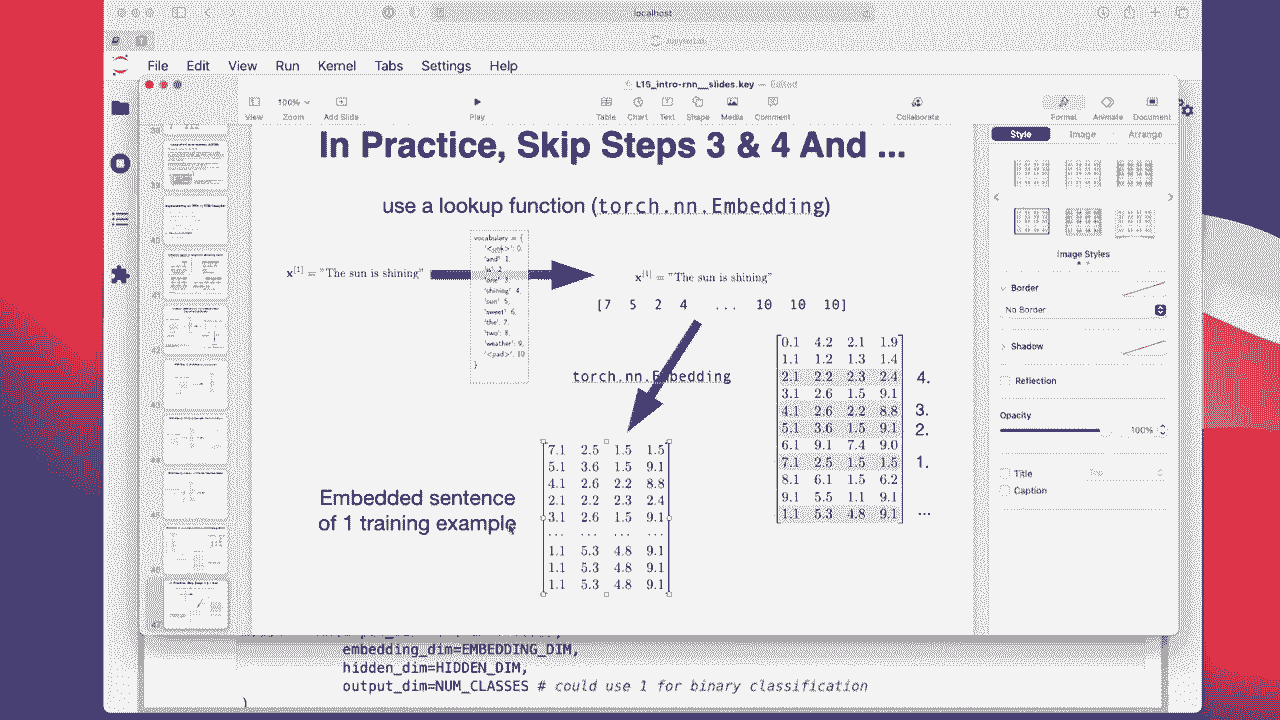 localhost
File Edit View Run Kernel Tabs Settings Help
L15_intro-rnn__slides.key — Edited
100%
View Zoom Add Slide Play Table Chart Text Shape Media Comment Collaborate Format Animate Document
In Practice, Skip Steps 3 & 4 And ...
use a lookup function (torch.nn.Embedding)
x[1] = "The sun is shining"
vocabulary = {
'<unk>': 0,
'and': 1,
'shining': 4,
'sun': 5,
'sweet': 6,
'the': 7,
'two': 8,
'weather': 9,
'<pad>': 10
}
x[1] = "The sun is shining"
[7 5 2 4 ... 10 10 10]
torch.nn.Embedding
0.1 4.2 2.1 1.9
1.1 1.2 1.3 1.4
2.1 2.2 2.3 2.4 4.
3.1 2.6 1.5 9.1
4.1 2.6 2.2 8.8 3.
5.1 3.6 1.5 9.1 2.
6.1 9.1 7.4 9.0
7.1 2.5 1.5 1.5 1.
8.1 6.1 1.5 6.2
9.1 5.5 1.1 9.1
1.1 5.3 4.8 9.1 ...
Embedded sentence
of 1 training example
7.1 2.5 1.5 1.5
5.1 3.6 1.5 9.1
4.1 2.6 2.2 8.8
2.1 2.2 2.3 2.4
3.1 2.6 1.5 9.1
... ... ... ...
1.1 5.3 4.8 9.1
1.1 5.3 4.8 9.1
1.1 5.3 4.8 9.1
Style Image Arrange
Image Styles
Border
No Border
Shadow
Reflection
Opacity
100%
Title
Caption
39
40
41
42
43
44
45
46
47
embedding_dim=EMBEDDING_DIM,
hidden_dim=HIDDEN_DIM,
output_dim=NUM_CLASSES # could use 1 for binary classification
)